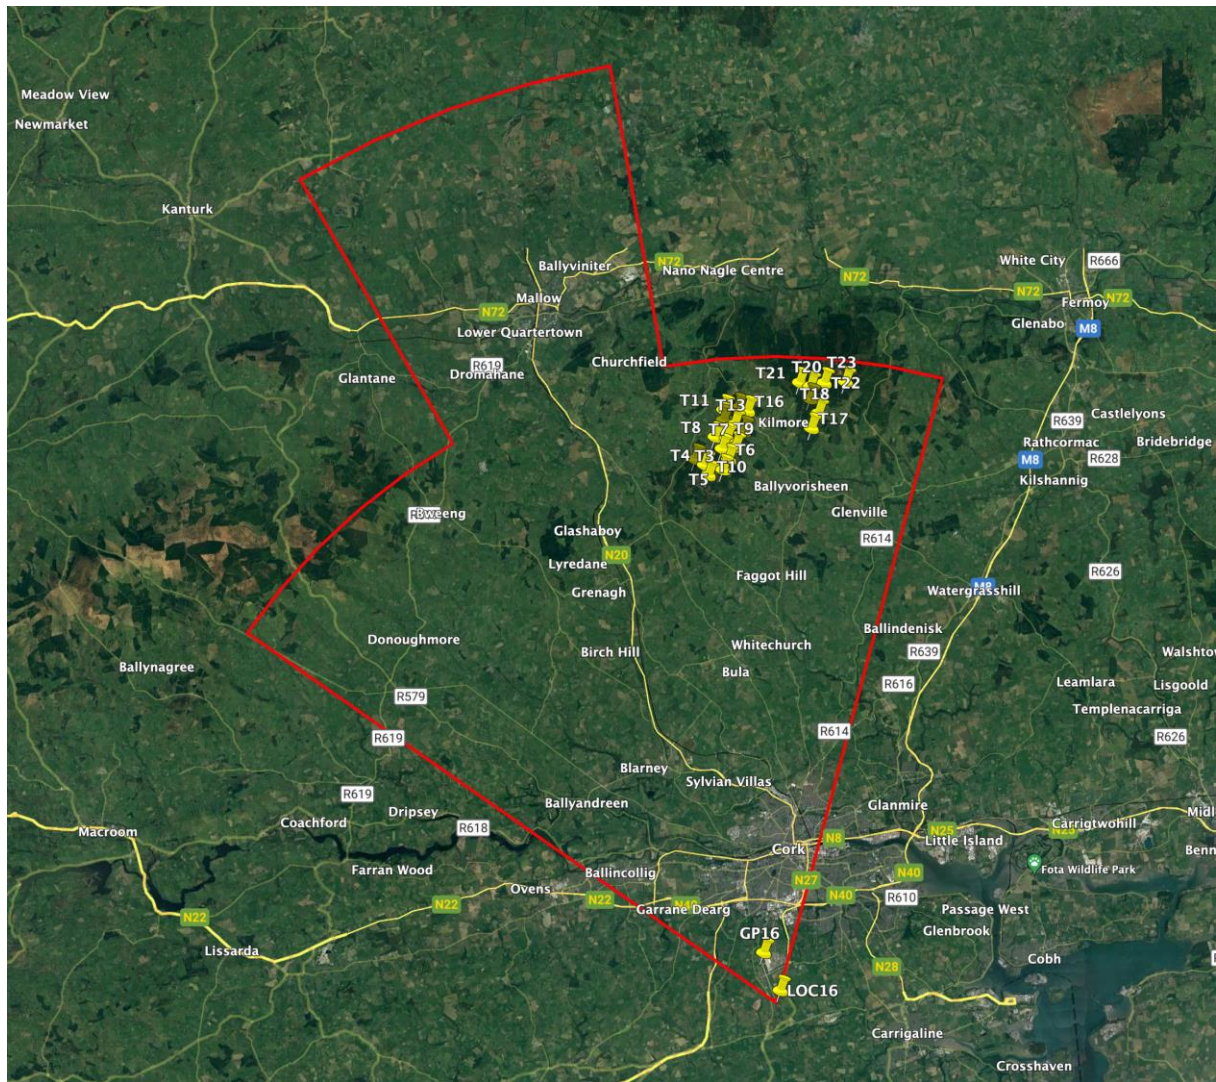 Meadow View
Newmarket
Kanturk
Ballyviniter
N72
Nano Nagle Centre
N72
White City
R666
N72
Fermoy
N72
Mallow
N72
Glenabo
M8
Lower Quartertown
Churchfield
R619
Dromahane
Glantane
T21
T20
T23
T22
T18
T11
T13
T16
T17
Kilmore
T8
T7
T9
T4
T3
T6
T5
T10
Castlelyons
R639
Rathcormac
Bridebridge
M8
R628
Kilshannig
Ballyvorisheen
Glenville
Bweeng
Glashaboy
R614
N20
Lyredane
Grenagh
Faggot Hill
R626
M8
Watergrasshill
Donoughmore
Ballindenisk
Birch Hill
Whitechurch
R639
Ballynagree
Bula
R616
Leamlara
Lisgoold
R579
Templenacarriga
R619
R614
R626
Blarney
Sylvian Villas
R619
Ballyandreen
Glanmire
Coachford
Dripsey
R618
Macroom
N8
N25
Carrigtwohill
N25
Little Island
Cork
Farran Wood
Ballincollig
N27
N40
Fota Wildlife Park
Ovens
N22
N22
N40
Garrane Dearg
N40
R610
N22
Passage West
Glenbrook
Lissarda
GP16
Cobh
N28
LOC16
Carrigaline
Crosshaven